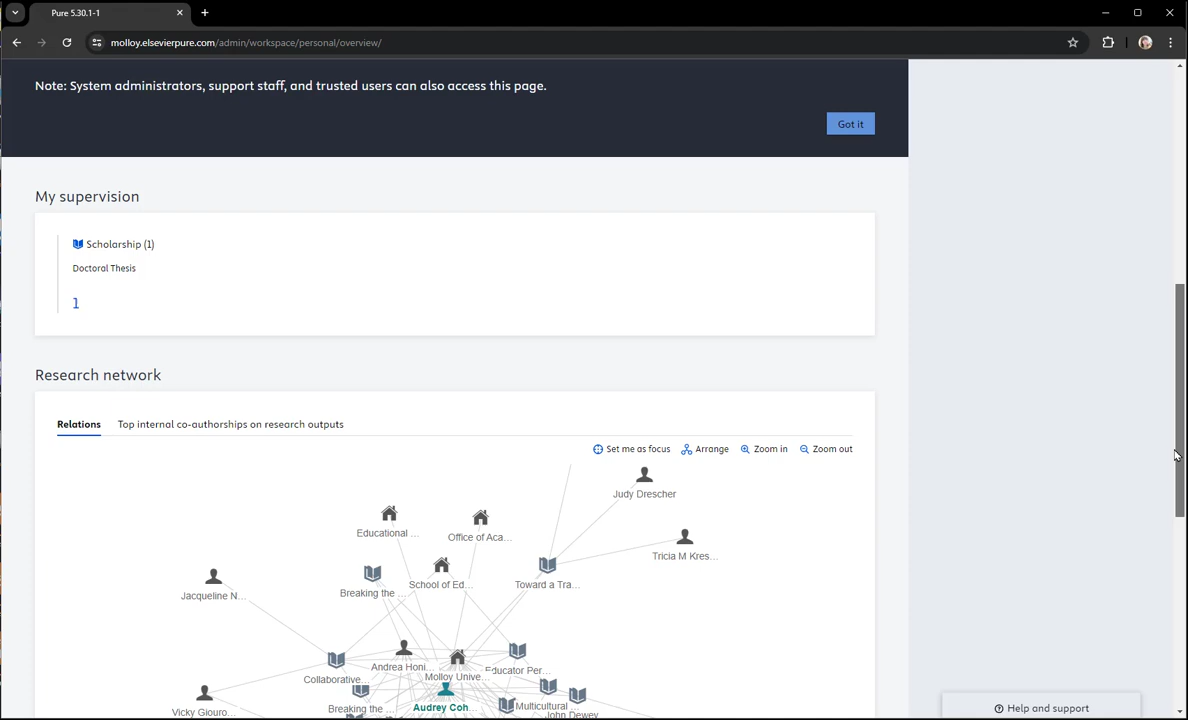 Pure 5.30.1-1
molloy.elsevierpure.com/admin/workspace/personal/overview/
Note: System administrators, support staff, and trusted users can also access this page.
Got it
My supervision
Scholarship (1)
Doctoral Thesis
1
Research network
Relations
Top internal co-authorships on research outputs
Set me as focus
Arrange
Zoom in
Zoom out
Judy Drescher
Educational ...
Office of Aca...
Tricia M Kres...
School of Ed...
Toward a Tra...
Breaking the ...
Jacqueline N...
Andrea Honi...
Molloy Unive...
Educator Per...
Collaborative...
Audrey Coh...
Multicultural ...
Breaking the ...
John Dewey
Vicky Giouro...
Help and support